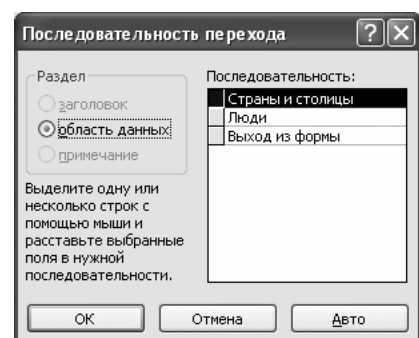 Последовательность перехода
Раздел
заголовок
область данных
примечание
Выделите одну или
несколько строк с
помощью мыши и
расставьте выбранные
поля в нужной
последовательности.
Последовательность:
Страны и столицы
Люди
Выход из формы
ОК
Отмена
Авто